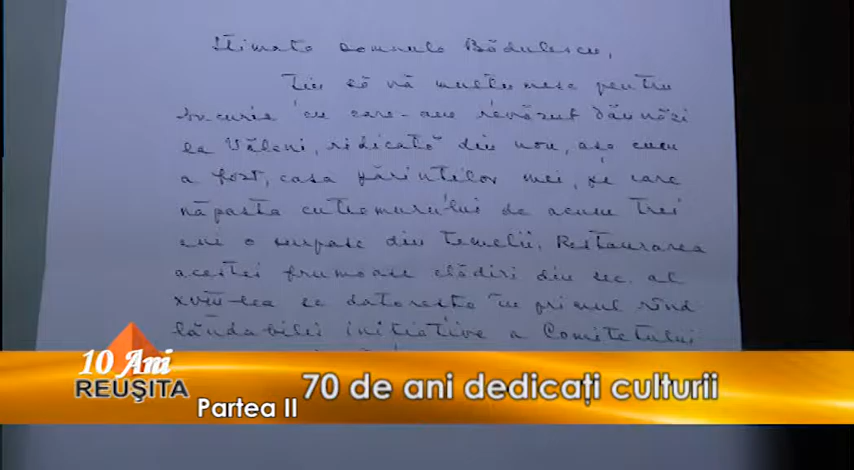 Stimate domnule Bădulescu,
Țin să vă mulțumesc pentru
bucuria cu care am revăzut dăunăzi
la Văleni, ridicată din nou, așa cum
a fost, casa părinților mei, pe care
năpasta cutremurului de acum trei
ani o surpase din temelii. Restaurarea
acestei frumoase clădiri din sec. al
XVIII-lea se datorește în primul rînd
lăudabilei inițiative a Comitetului
10 Ani
REUȘITA
70 de ani dedicați culturii
Partea II